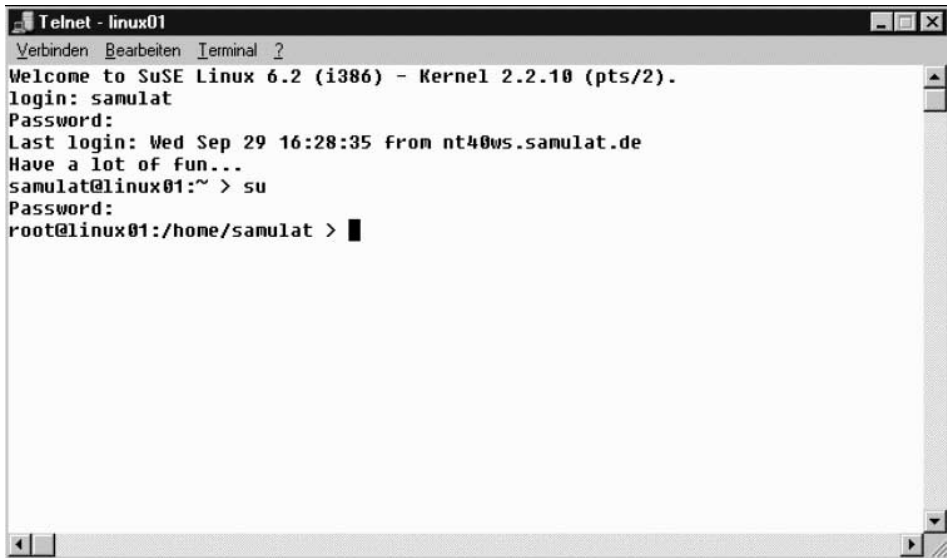 Telnet - linux01
Verbinden Bearbeiten Terminal ?
Welcome to SuSE Linux 6.2 (i386) - Kernel 2.2.10 (pts/2).
login: samulat
Password:
Last login: Wed Sep 29 16:28:35 from nt40ws.samulat.de
Have a lot of fun...
samulat@linux01:~ > su
Password:
root@linux01:/home/samulat >